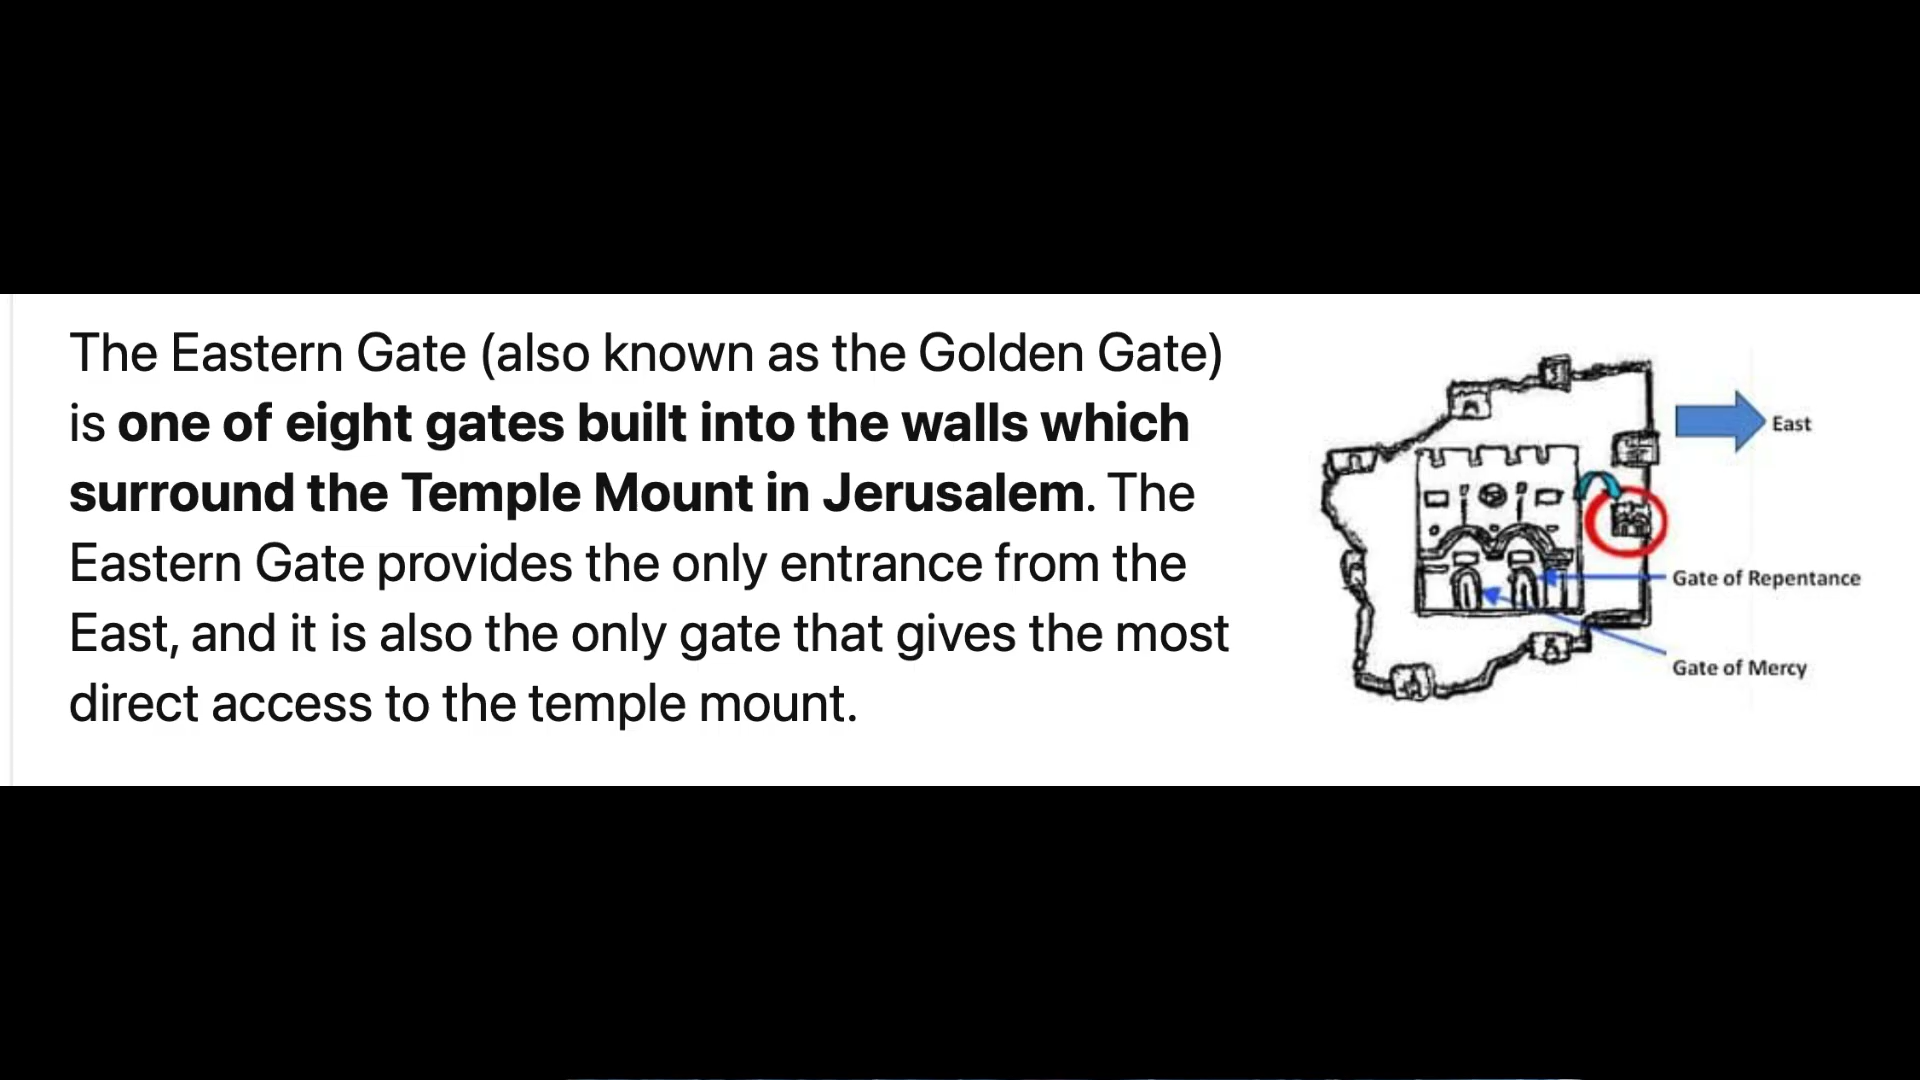 The Eastern Gate (also known as the Golden Gate)
is one of eight gates built into the walls which
surround the Temple Mount in Jerusalem. The
Eastern Gate provides the only entrance from the
East, and it is also the only gate that gives the most
direct access to the temple mount.
East
Gate of Repentance
Gate of Mercy